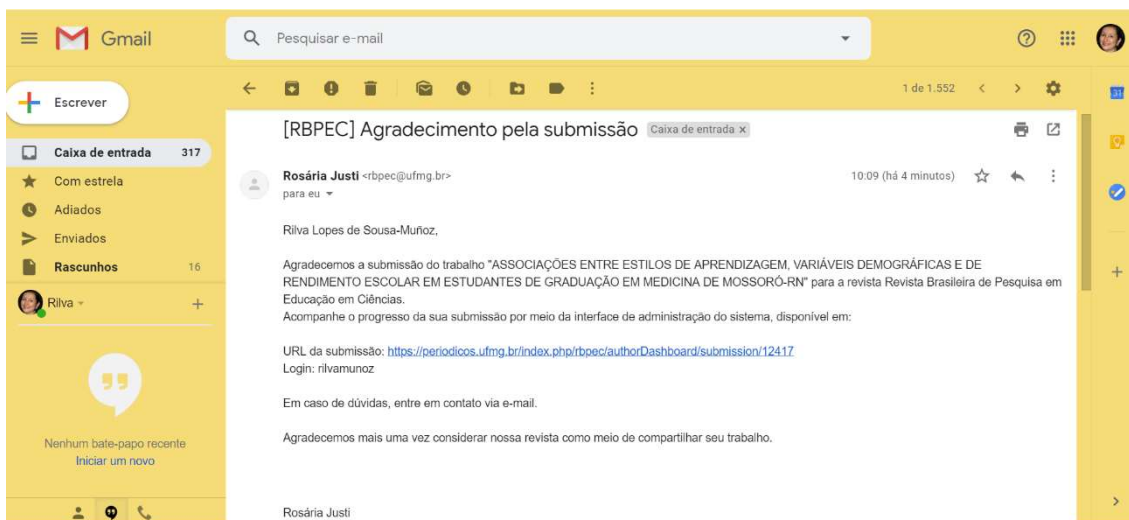 Gmail
Pesquisar e-mail
Escrever
1 de 1.552
31
Caixa de entrada 317
Com estrela
Adiados
Enviados
Rascunhos 16
Rilva
Nenhum bate-papo recente
Iniciar um novo
[RBPEC] Agradecimento pela submissão Caixa de entrada x
Rosária Justi <rbpec@ufmg.br> 10:09 (há 4 minutos)
para eu
Rilva Lopes de Sousa-Muñoz,
Agradecemos a submissão do trabalho "ASSOCIAÇÕES ENTRE ESTILOS DE APRENDIZAGEM, VARIÁVEIS DEMOGRÁFICAS E DE
RENDIMENTO ESCOLAR EM ESTUDANTES DE GRADUAÇÃO EM MEDICINA DE MOSSORÓ-RN" para a revista Revista Brasileira de Pesquisa em
Educação em Ciências.
Acompanhe o progresso da sua submissão por meio da interface de administração do sistema, disponível em:
URL da submissão: https://periodicos.ufmg.br/index.php/rbpec/authorDashboard/submission/12417
Login: rilvamunoz
Em caso de dúvidas, entre em contato via e-mail.
Agradecemos mais uma vez considerar nossa revista como meio de compartilhar seu trabalho.
Rosária Justi